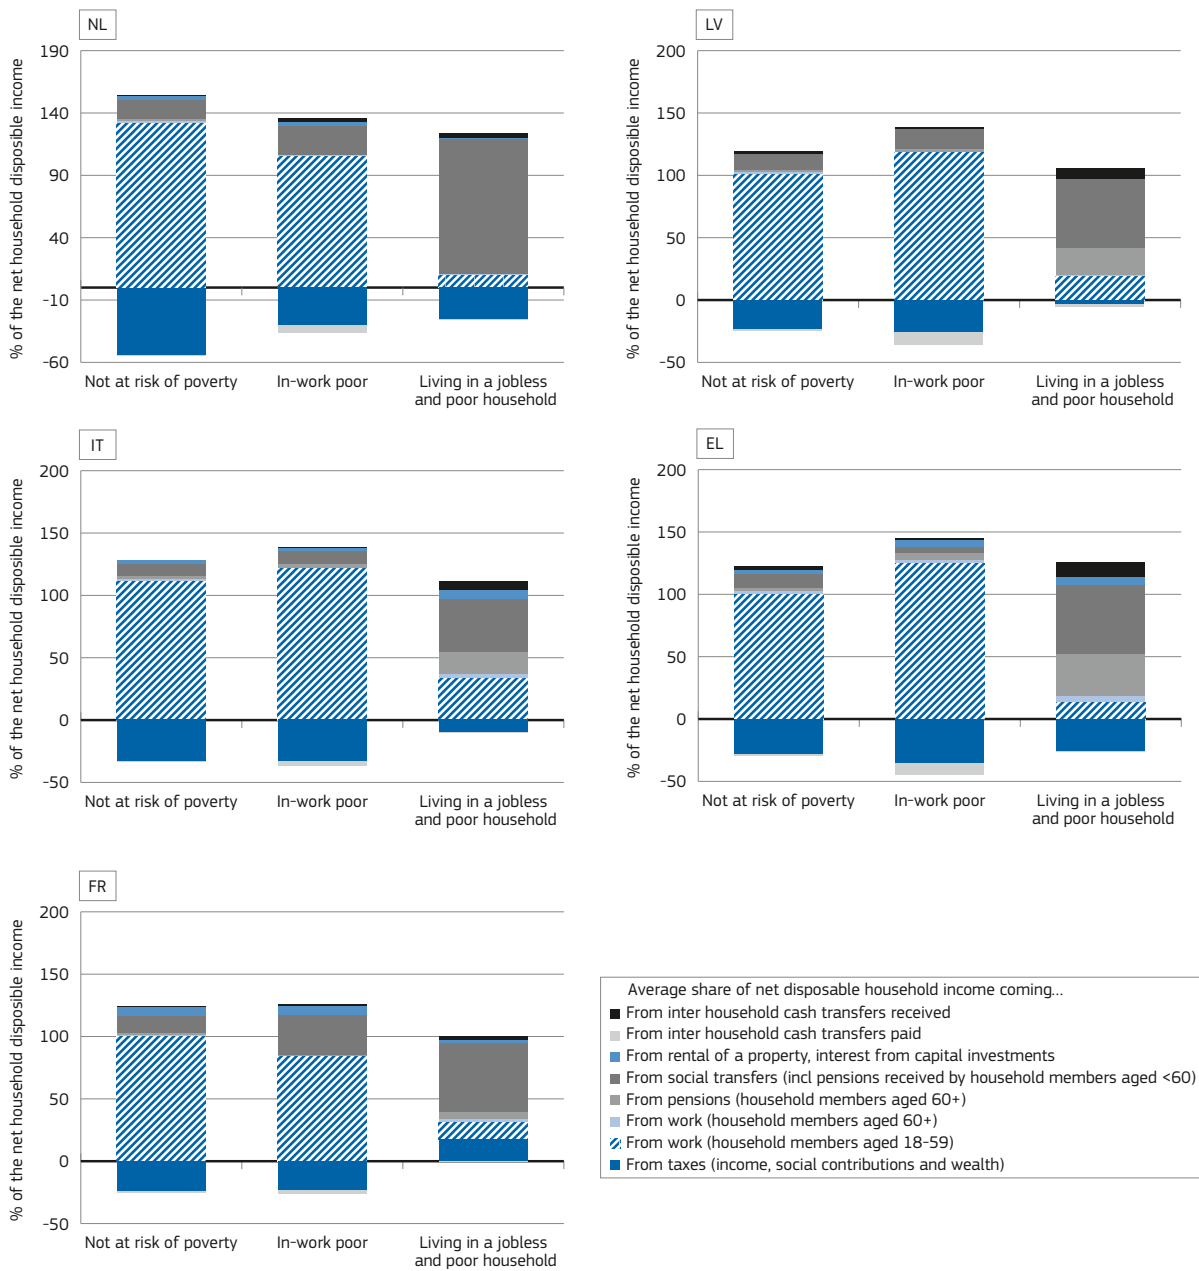 NL
% of the net household disposible income
190
140
90
40
-10
-60
Not at risk of poverty
In-work poor
Living in a jobless
and poor household
LV
% of the net household disposible income
200
150
100
50
0
-50
Not at risk of poverty
In-work poor
Living in a jobless
and poor household
IT
% of the net household disposible income
200
150
100
50
0
-50
Not at risk of poverty
In-work poor
Living in a jobless
and poor household
EL
% of the net household disposible income
200
150
100
50
0
-50
Not at risk of poverty
In-work poor
Living in a jobless
and poor household
FR
% of the net household disposible income
200
150
100
50
0
-50
Not at risk of poverty
In-work poor
Living in a jobless
and poor household
Average share of net disposable household income coming...
From inter household cash transfers received
From inter household cash transfers paid
From rental of a property, interest from capital investments
From social transfers (incl pensions received by household members aged <60)
From pensions (household members aged 60+)
From work (household members aged 60+)
From work (household members aged 18-59)
From taxes (income, social contributions and wealth)